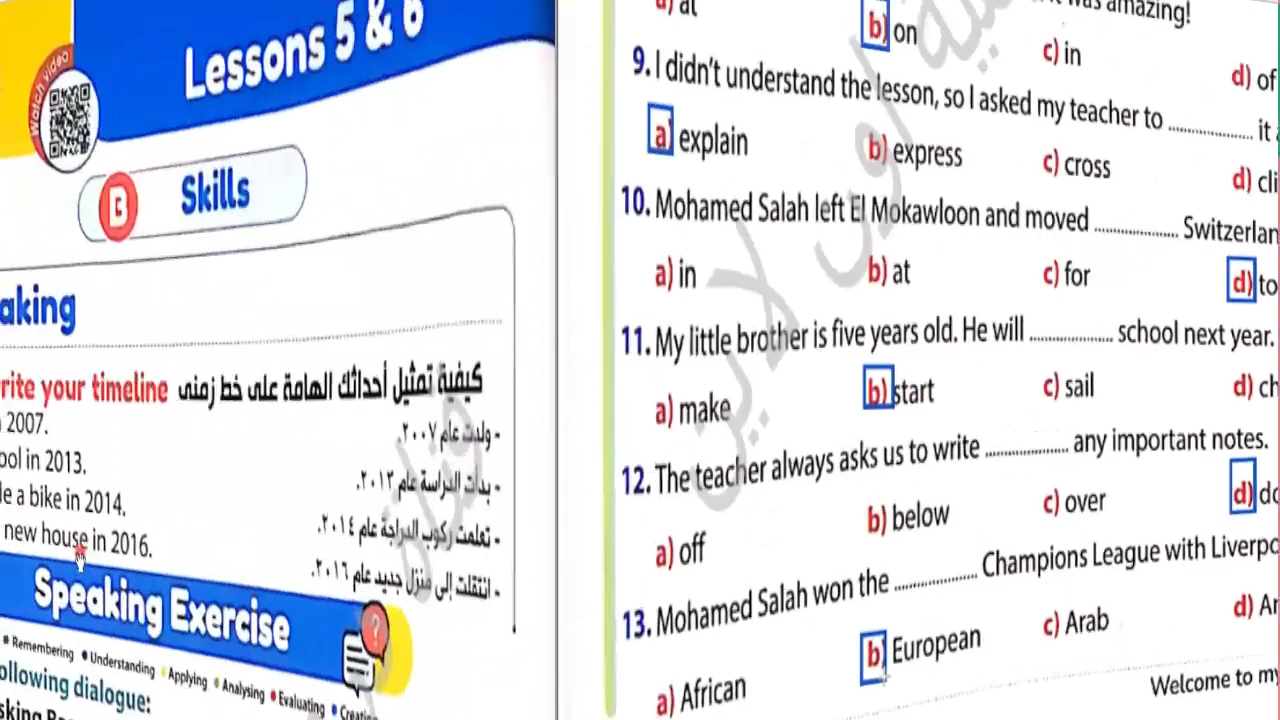 Lessons 5 & 6
Watch video
B Skills
aking
rite your timeline كيفية تمثيل أحداثك الهامة على خط زمنى
2007.
- ولدت عام ٢٠٠٧.
ool in 2013.
- بدأت الدراسة عام ٢٠١٣.
e a bike in 2014.
- تعلمت ركوب الدراجة عام ٢٠١٤.
new house in 2016.
- انتقلت إلى منزل جديد عام ٢٠١٦.
Speaking Exercise
Remembering Understanding Applying Analysing Evaluating
ollowing dialogue:
was amazing!
a) at b) on c) in d) of
9. I didn't understand the lesson, so I asked my teacher to .................. it
a) explain b) express c) cross d) cli
10. Mohamed Salah left El Mokawloon and moved .................. Switzerlan
a) in b) at c) for d) to
11. My little brother is five years old. He will .................. school next year.
a) make b) start c) sail d) ch
12. The teacher always asks us to write .................. any important notes.
a) off b) below c) over d) do
13. Mohamed Salah won the .................. Champions League with Liverpo
a) African b) European c) Arab d) Ar
Welcome to my